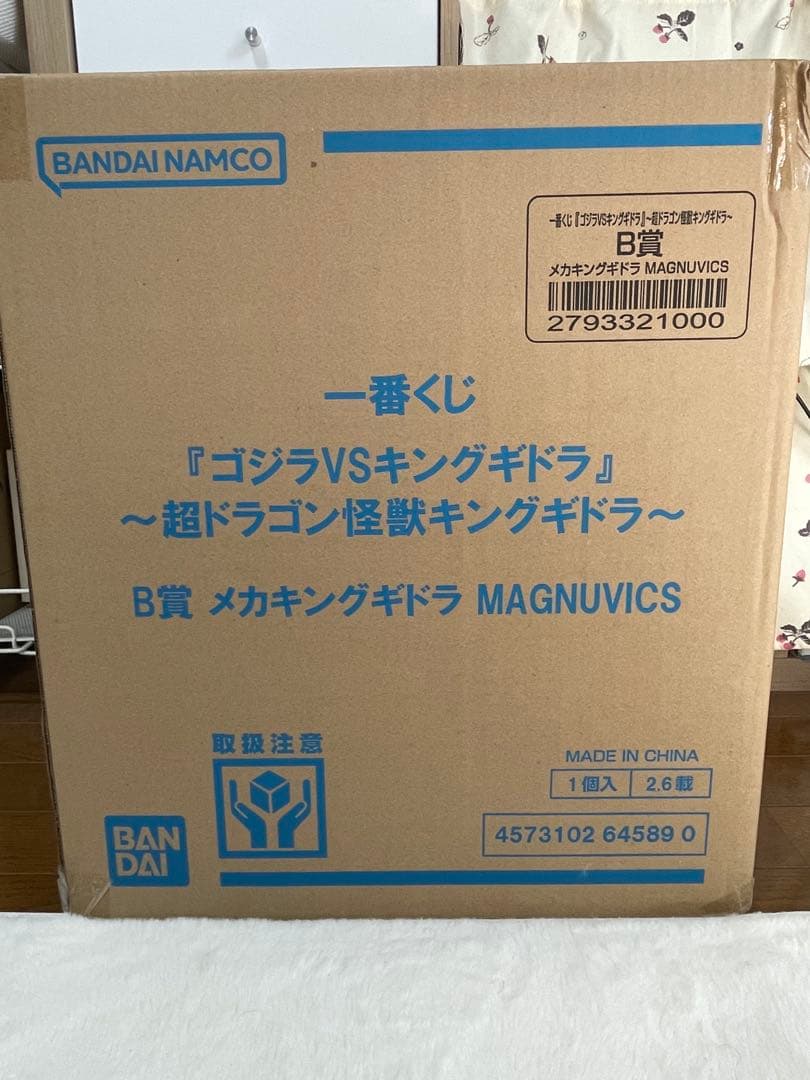 BANDAI NAMCO
一番くじ『ゴジラVSキングギドラ』~超ドラゴン怪獣キングギドラ~
B賞
メカキングギドラ MAGNUVICS
2793321000
一番くじ
『ゴジラVSキングギドラ』
~超ドラゴン怪獣キングギドラ~
B賞 メカキングギドラ MAGNUVICS
取扱注意
MADE IN CHINA
1個入 2.6載
4573102 64589 0
BAN
DAI